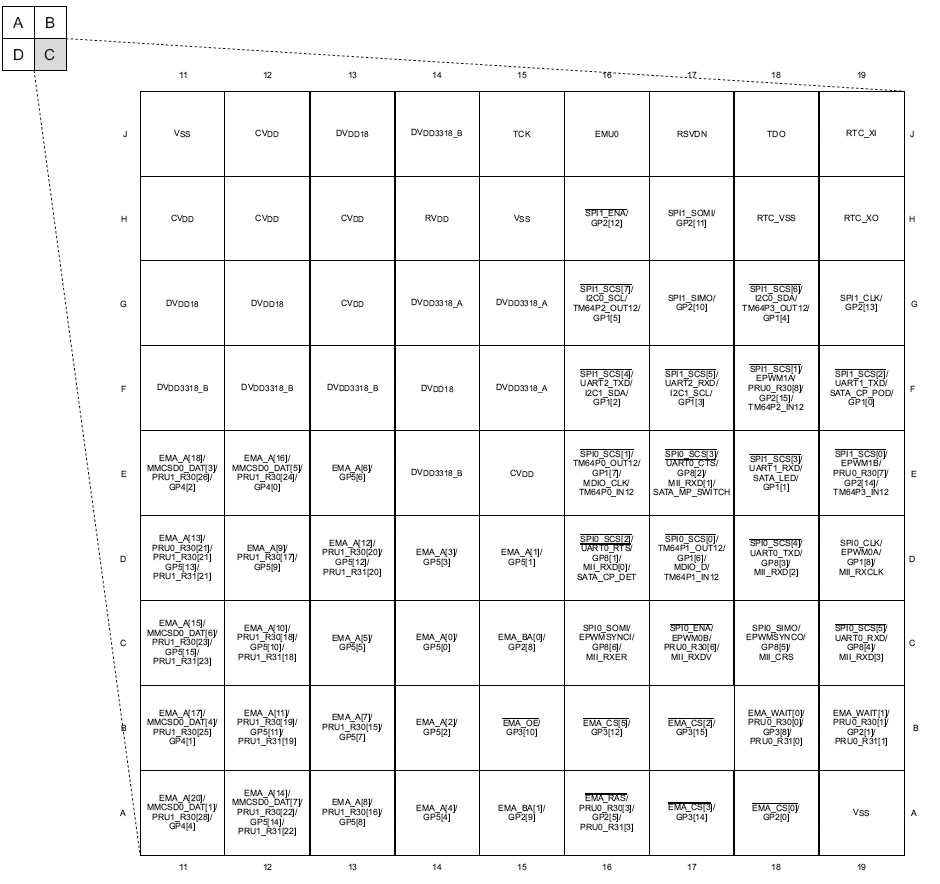 A B
D C
11 12 13 14 15 16 17 18 19
J VSS CVDD DVDD18 DVDD3318_B TCK EMU0 RSVDN TDO RTC_XI J
H CVDD CVDD CVDD RVDD VSS SPI1_ENA/ GP2[12] SPI1_SOMI/ GP2[11] RTC_VSS RTC_XO H
G DVDD18 DVDD18 CVDD DVDD3318_A DVDD3318_A SPI1_SCS[7]/ I2C0_SCL/ TM64P2_OUT12/ GP1[5] SPI1_SIMO/ GP2[10] SPI1_SCS[6]/ I2C0_SDA/ TM64P3_OUT12/ GP1[4] SPI1_CLK/ GP2[13] G
F DVDD3318_B DVDD3318_B DVDD3318_B DVDD18 DVDD3318_A SPI1_SCS[4]/ UART2_TXD/ I2C1_SDA/ GP1[2] SPI1_SCS[5]/ UART2_RXD/ I2C1_SCL/ GP1[3] SPI1_SCS[1]/ EPWM1A/ PRU0_R30[8]/ GP2[15]/ TM64P2_IN12 SPI1_SCS[2]/ UART1_TXD/ SATA_CP_POD/ GP1[0] F
E EMA_A[18]/ MMCSD0_DAT[3]/ PRU1_R30[26]/ GP4[2] EMA_A[16]/ MMCSD0_DAT[5]/ PRU1_R30[24]/ GP4[0] EMA_A[6]/ GP5[6] DVDD3318_B CVDD SPI0_SCS[1]/ TM64P0_OUT12/ GP1[7]/ MDIO_CLK/ TM64P0_IN12 SPI0_SCS[3]/ UART0_CTS/ GP8[2]/ MII_RXD[1]/ SATA_MP_SWITCH SPI1_SCS[3]/ UART1_RXD/ SATA_LED/ GP1[1] SPI1_SCS[0]/ EPWM1B/ PRU0_R30[7]/ GP2[14]/ TM64P3_IN12 E
D EMA_A[13]/ PRU0_R30[21]/ PRU1_R30[21]/ GP5[13]/ PRU1_R31[21] EMA_A[9]/ PRU1_R30[17]/ GP5[9] EMA_A[12]/ PRU1_R30[20]/ GP5[12]/ PRU1_R31[20] EMA_A[3]/ GP5[3] EMA_A[1]/ GP5[1] SPI0_SCS[2]/ UART0_RTS/ GP8[1]/ MII_RXD[0]/ SATA_CP_DET SPI0_SCS[0]/ TM64P1_OUT12/ GP1[6]/ MDIO_D/ TM64P1_IN12 SPI0_SCS[4]/ UART0_TXD/ GP8[3]/ MII_RXD[2] SPI0_CLK/ EPWM0A/ GP1[8]/ MII_RXCLK D
C EMA_A[15]/ MMCSD0_DAT[6]/ PRU1_R30[23]/ GP5[15]/ PRU1_R31[23] EMA_A[10]/ PRU1_R30[18]/ GP5[10]/ PRU1_R31[18] EMA_A[5]/ GP5[5] EMA_A[0]/ GP5[0] EMA_BA[0]/ GP2[8] SPI0_SOMI/ EPWMSYNCI/ GP8[6]/ MII_RXER SPI0_ENA/ EPWM0B/ PRU0_R30[6]/ MII_RXDV SPI0_SIMO/ EPWMSYNCO/ GP8[5]/ MII_CRS SPI0_SCS[5]/ UART0_RXD/ GP8[4]/ MII_RXD[3] C
B EMA_A[17]/ MMCSD0_DAT[4]/ PRU1_R30[25] GP4[1] EMA_A[11]/ PRU1_R30[19]/ GP5[11]/ PRU1_R31[19] EMA_A[7]/ PRU1_R30[15]/ GP5[7] EMA_A[2]/ GP5[2] EMA_OE/ GP3[10] EMA_CS[5]/ GP3[12] EMA_CS[2]/ GP3[15] EMA_WAIT[0]/ PRU0_R30[0]/ GP3[8]/ PRU0_R31[0] EMA_WAIT[1]/ PRU0_R30[1]/ GP2[1]/ PRU0_R31[1] B
A EMA_A[20]/ MMCSD0_DAT[1]/ PRU1_R30[28]/ GP4[4] EMA_A[14]/ MMCSD0_DAT[7]/ PRU1_R30[22]/ GP5[14]/ PRU1_R31[22] EMA_A[8]/ PRU1_R30[16]/ GP5[8] EMA_A[4]/ GP5[4] EMA_BA[1]/ GP2[9] EMA_RAS/ PRU0_R30[3]/ GP2[5]/ PRU0_R31[3] EMA_CS[3]/ GP3[14] EMA_CS[0]/ GP2[0] VSS A
11 12 13 14 15 16 17 18 19